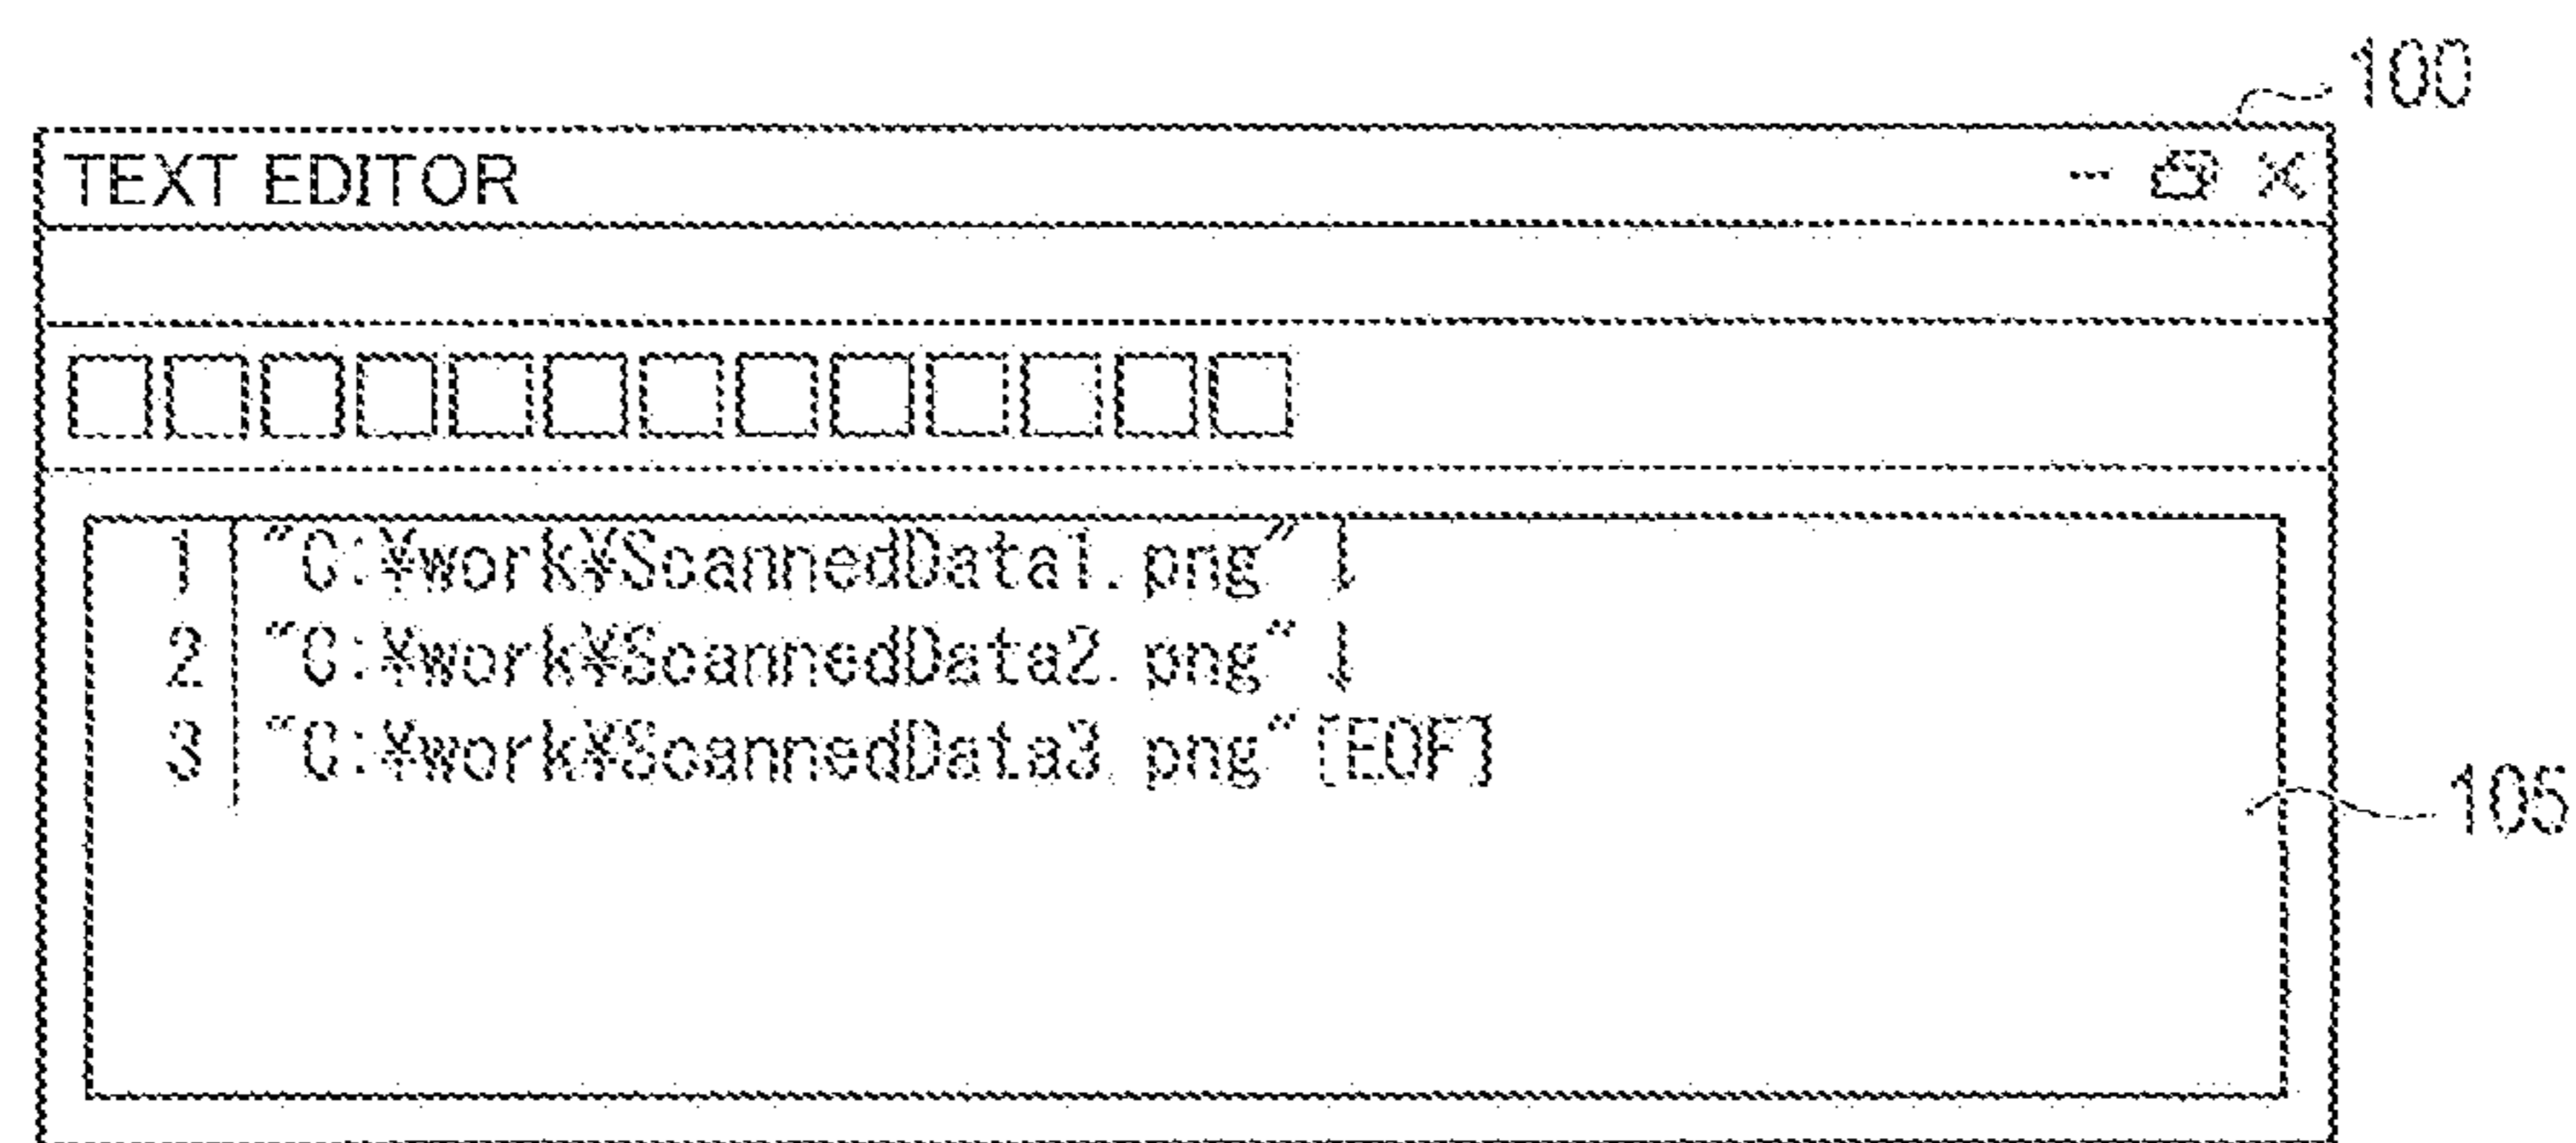 100
TEXT EDITOR
1 "C:¥work¥ScannedData1.png"↓
2 "C:¥work¥ScannedData2.png"↓
3 "C:¥work¥ScannedData3.png"[EOF]
105